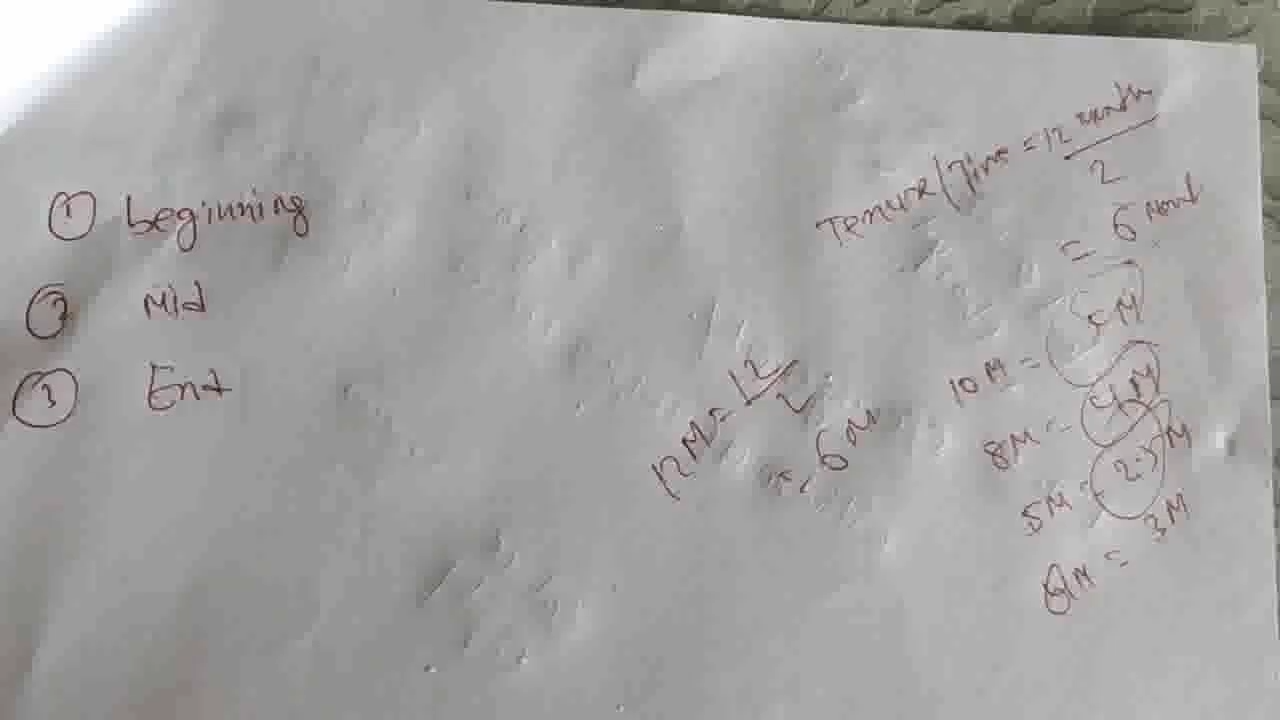 ① beginning
② Mid
③ End
Tenure/Time = 12 month
2
= 6 Mont
12M = 12
2
= 6M
10M = 5M
8M = 4M
5M = 2.5M
6M = 3M